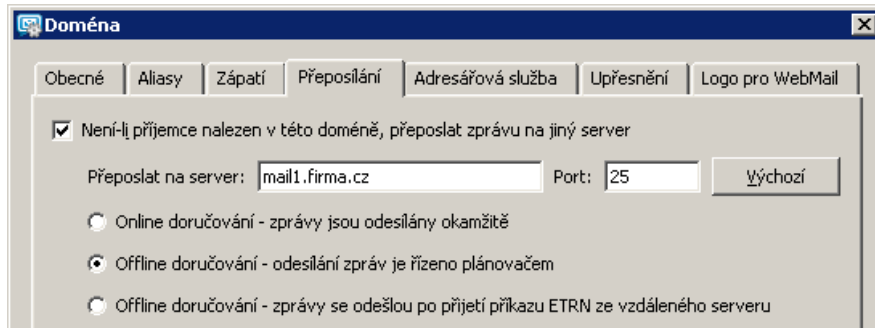 Doména
Obecné Aliasy Zápatí Přeposílání Adresářová služba Upřesnění Logo pro WebMail
Není-li příjemce nalezen v této doméně, přeposlat zprávu na jiný server
Přeposlat na server: mail1.firma.cz Port: 25 Výchozí
Online doručování - zprávy jsou odesílány okamžitě
Offline doručování - odesílání zpráv je řízeno plánovačem
Offline doručování - zprávy se odešlou po přijetí příkazu ETRN ze vzdáleného serveru